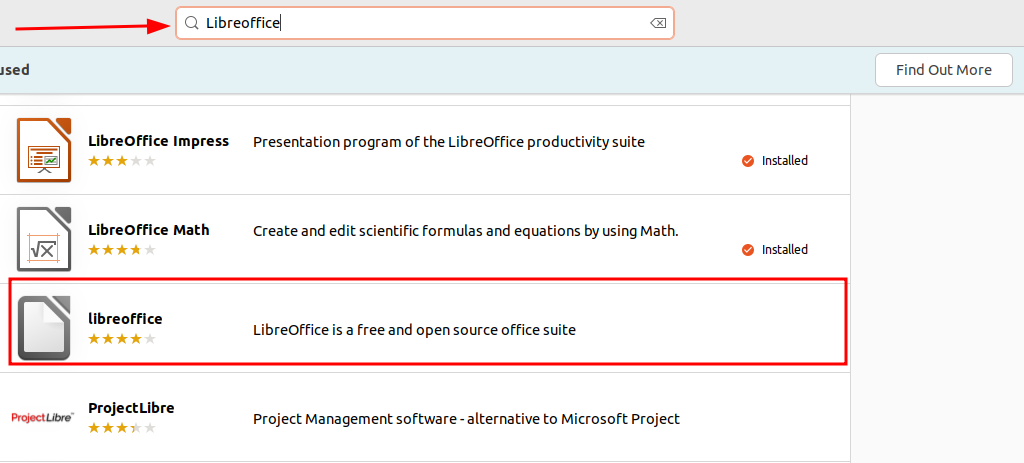 Libreoffice
used
Find Out More
LibreOffice Impress
Presentation program of the LibreOffice productivity suite
Installed
LibreOffice Math
Create and edit scientific formulas and equations by using Math.
Installed
libreoffice
LibreOffice is a free and open source office suite
ProjectLibre™
ProjectLibre
Project Management software - alternative to Microsoft Project